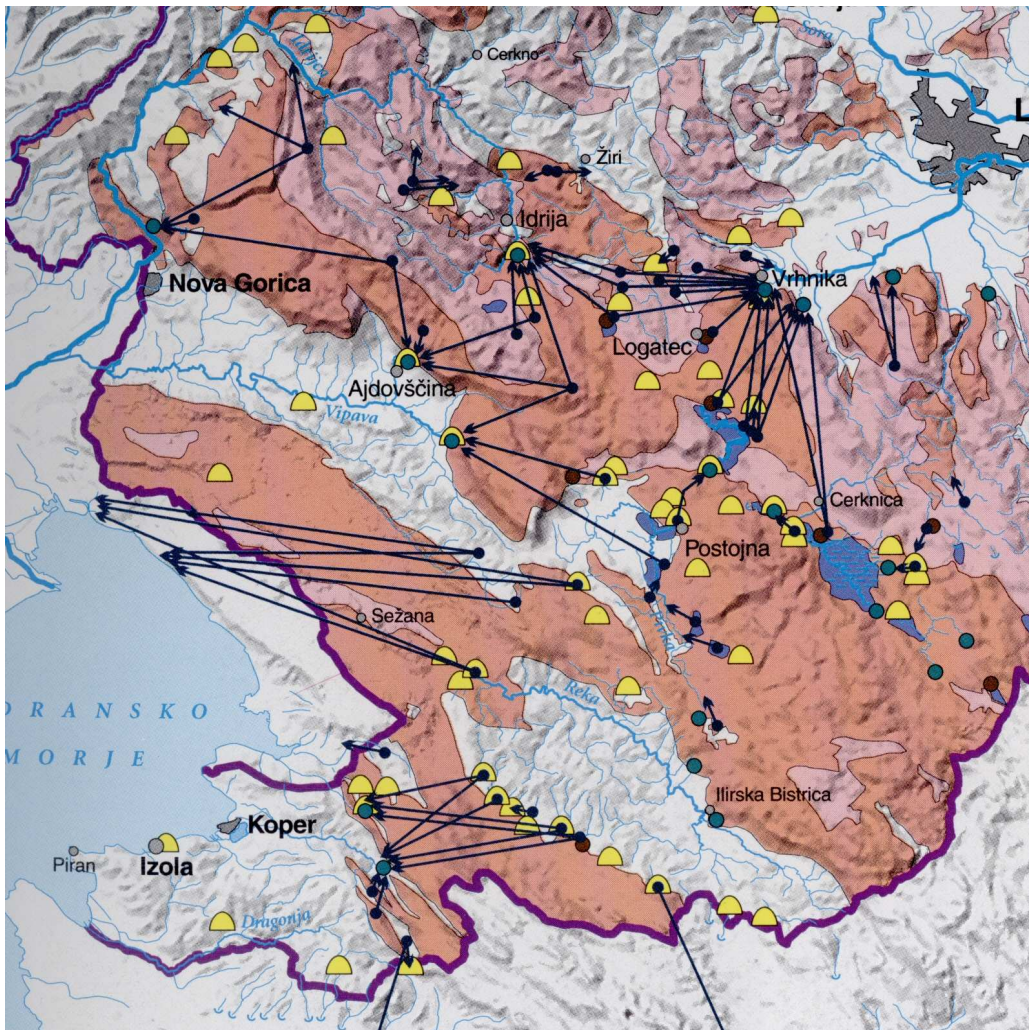 Sora
Cerkno
Idrijca
L
Žiri
Idrija
Vrhnika
Nova Gorica
Logatec
Ajdovščina
Vipava
Cerknica
Postojna
Pivka
Sežana
Reka
DRANSKO
MORJE
Ilirska Bistrica
Koper
Piran
Izola
Dragonja